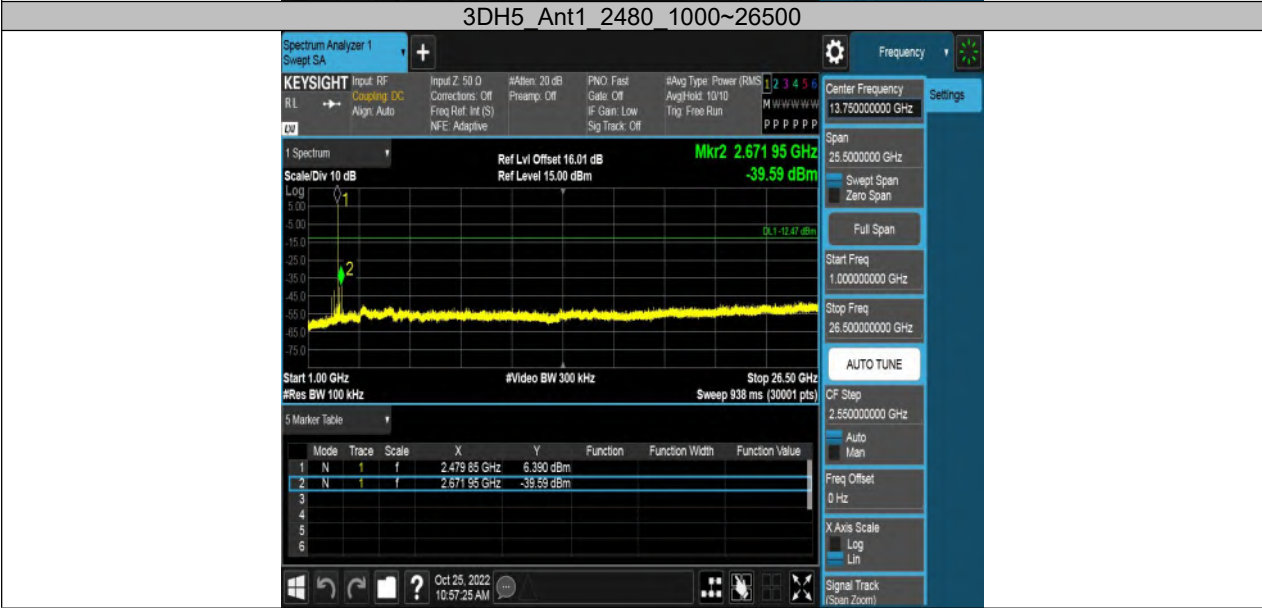 3DH5_Ant1_2480_1000~26500
Spectrum Analyzer 1
Swept SA
+
Frequency
KEYSIGHT
RL
LXI
Input: RF
Coupling: DC
Align: Auto
Input Z: 50 Ω
Corrections: Off
Freq Ref: Int (S)
NFE: Adaptive
#Atten: 20 dB
Preamp: Off
PNO: Fast
Gate: Off
IF Gain: Low
Sig Track: Off
#Avg Type: Power (RMS
Avg|Hold: 10/10
Trig: Free Run
1 2 3 4 5 6
M W W W W W
P P P P P P
1 Spectrum
Scale/Div 10 dB
Ref Lvl Offset 16.01 dB
Ref Level 15.00 dBm
Mkr2 2.671 95 GHz
-39.59 dBm
Log
5.00
-5.00
-15.0
-25.0
-35.0
-45.0
-55.0
-65.0
-75.0
1
2
DL1 -12.47 dBm
Start 1.00 GHz
#Res BW 100 kHz
#Video BW 300 kHz
Stop 26.50 GHz
Sweep 938 ms (30001 pts)
5 Marker Table
Mode Trace Scale X Y Function Function Width Function Value
1 N 1 f 2.479 85 GHz 6.390 dBm
2 N 1 f 2.671 95 GHz -39.59 dBm
3
4
5
6
?
Oct 25, 2022
10:57:25 AM
Settings
Center Frequency
13.750000000 GHz
Span
25.5000000 GHz
Swept Span
Zero Span
Full Span
Start Freq
1.000000000 GHz
Stop Freq
26.500000000 GHz
AUTO TUNE
CF Step
2.550000000 GHz
Auto
Man
Freq Offset
0 Hz
X Axis Scale
Log
Lin
Signal Track
(Span Zoom)